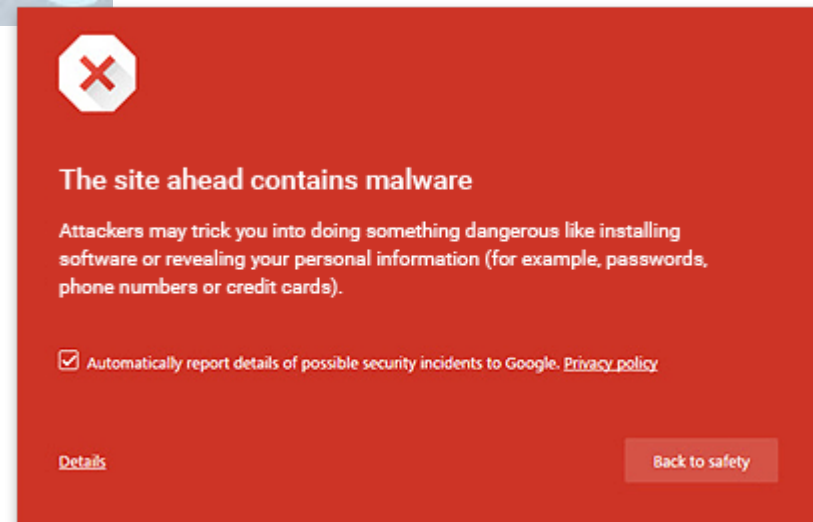 The site ahead contains malware
Attackers may trick you into doing something dangerous like installing
software or revealing your personal information (for example, passwords,
phone numbers or credit cards).
Automatically report details of possible security incidents to Google. Privacy policy
Details
Back to safety